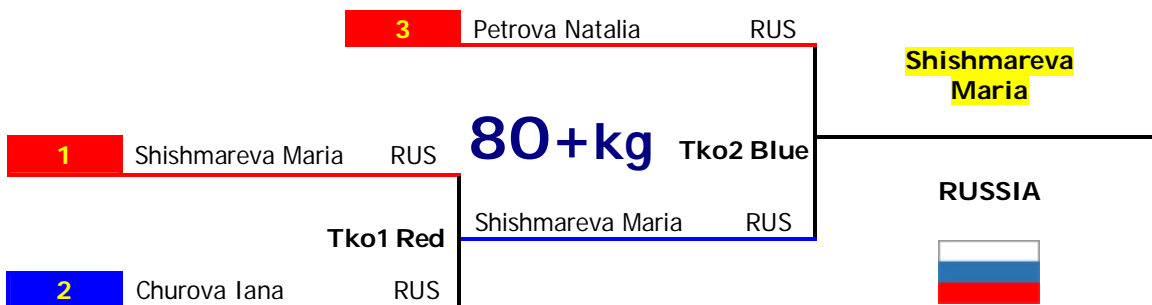 3 Petrova Natalia RUS
Shishmareva
Maria
80+kg
Tko2 Blue
1 Shishmareva Maria RUS
RUSSIA
Shishmareva Maria RUS
Tko1 Red
2 Churova Iana RUS